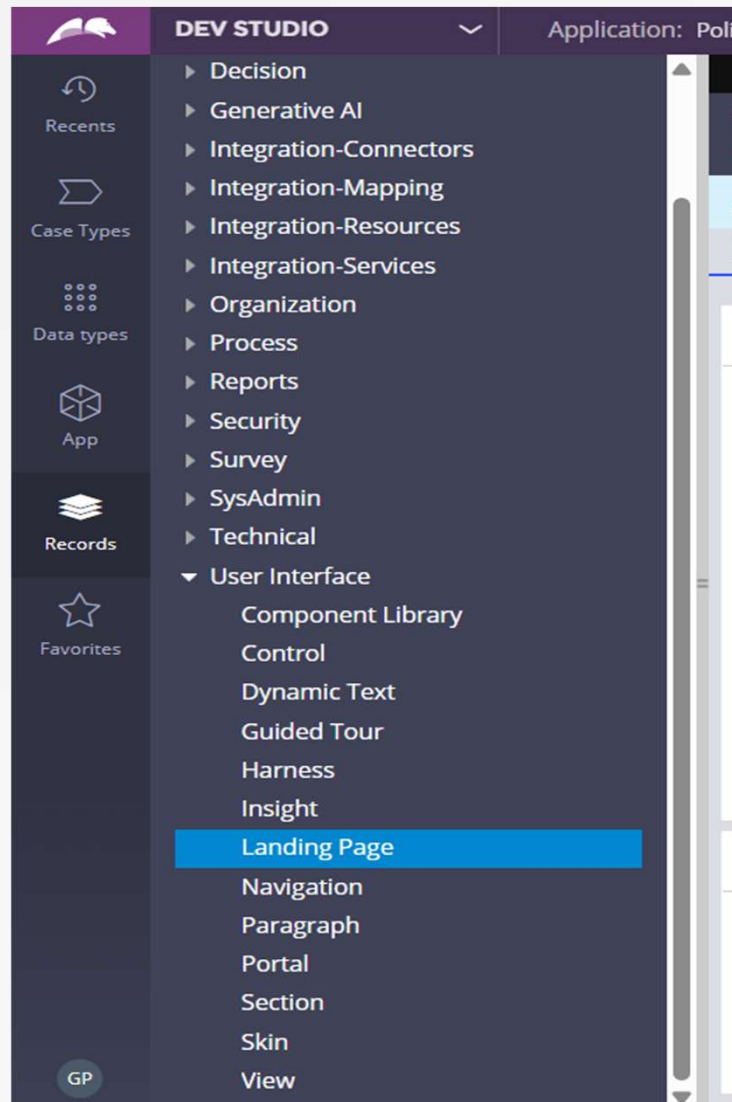 DEV STUDIO
Application: Poli
Recents
Case Types
Data types
App
Records
Favorites
GP
Decision
Generative AI
Integration-Connectors
Integration-Mapping
Integration-Resources
Integration-Services
Organization
Process
Reports
Security
Survey
SysAdmin
Technical
User Interface
Component Library
Control
Dynamic Text
Guided Tour
Harness
Insight
Landing Page
Navigation
Paragraph
Portal
Section
Skin
View